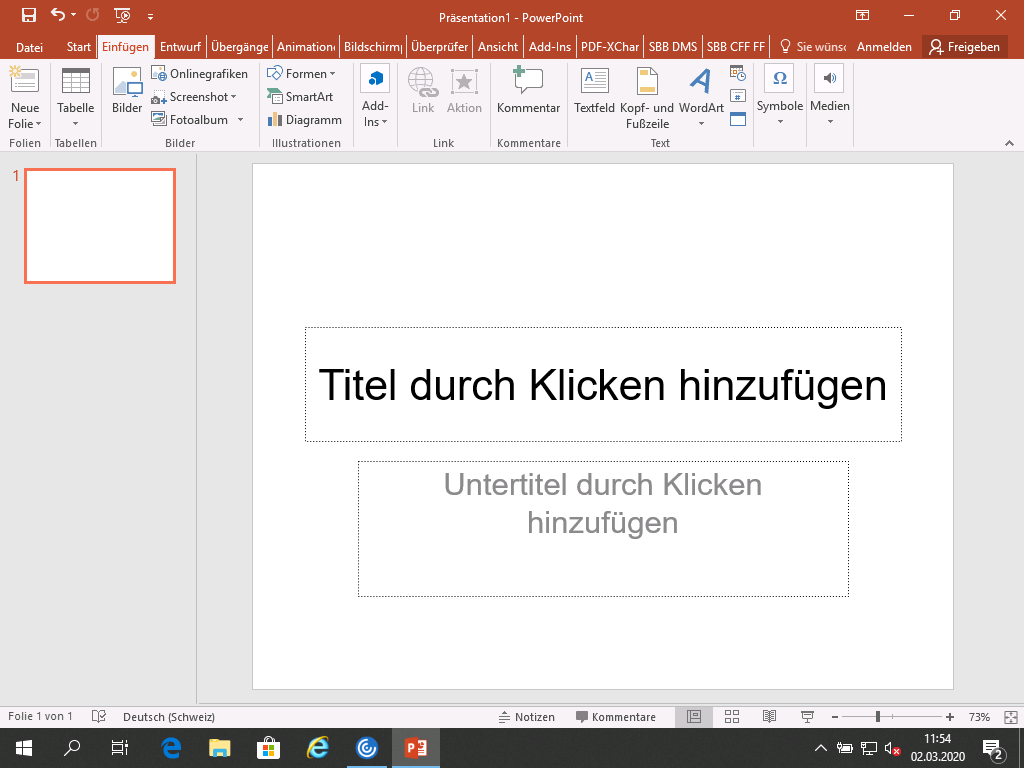 Präsentation1 - PowerPoint
Datei Start Einfügen Entwurf Übergänge Animation Bildschirm Überprüfer Ansicht Add-Ins PDF-XChar SBB DMS SBB CFF FF Sie wüns Anmelden Freigeben
Neue Folie
Tabelle
Bilder
Onlinegrafiken
Screenshot
Fotoalbum
Formen
SmartArt
Diagramm
Add-Ins
Link
Aktion
Kommentar
Textfeld
Kopf- und Fußzeile
WordArt
Symbole
Medien
Folien Tabellen Bilder Illustrationen Link Kommentare Text
1
Titel durch Klicken hinzufügen
Untertitel durch Klicken
hinzufügen
Folie 1 von 1 Deutsch (Schweiz) Notizen Kommentare 73%
11:54
02.03.2020
2